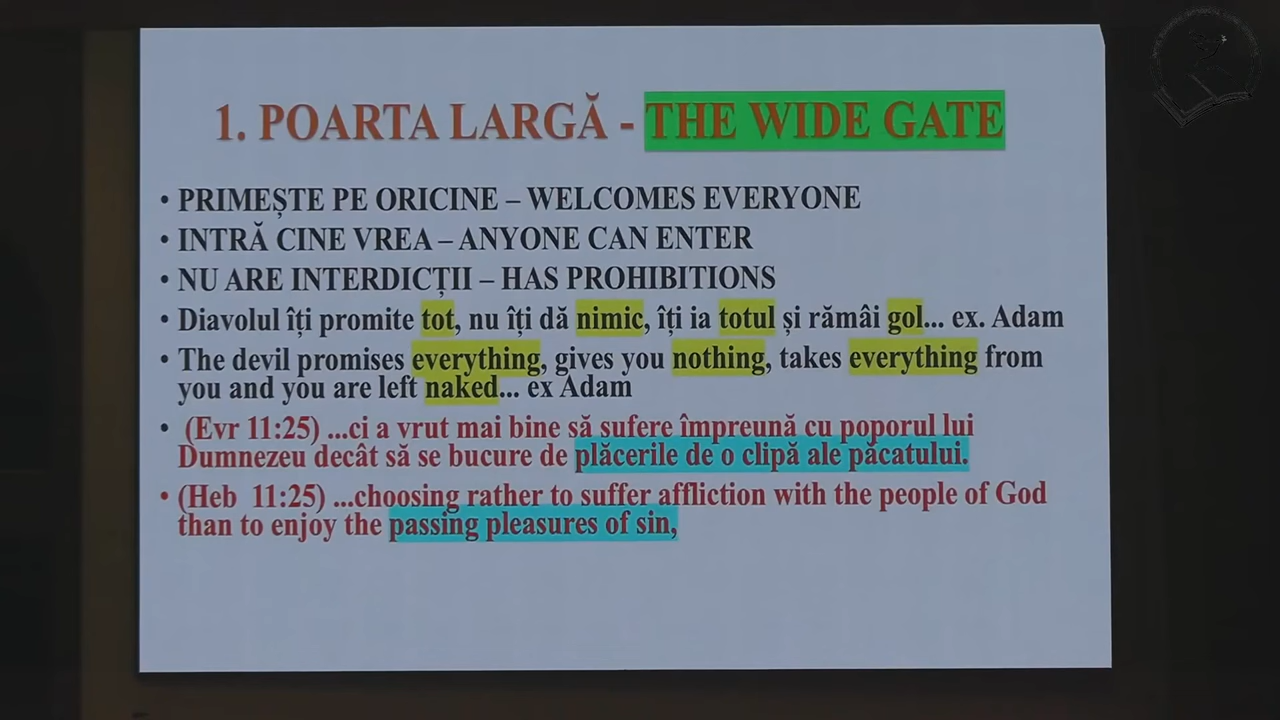 1. POARTA LARGĂ - THE WIDE GATE
• PRIMEȘTE PE ORICINE – WELCOMES EVERYONE
• INTRĂ CINE VREA – ANYONE CAN ENTER
• NU ARE INTERDICȚII – HAS PROHIBITIONS
• Diavolul îți promite tot, nu îți dă nimic, îți ia totul și rămâi gol... ex. Adam
• The devil promises everything, gives you nothing, takes everything from
you and you are left naked... ex Adam
• (Evr 11:25) ...ci a vrut mai bine să sufere împreună cu poporul lui
Dumnezeu decât să se bucure de plăcerile de o clipă ale păcatului.
• (Heb 11:25) ...choosing rather to suffer affliction with the people of God
than to enjoy the passing pleasures of sin,